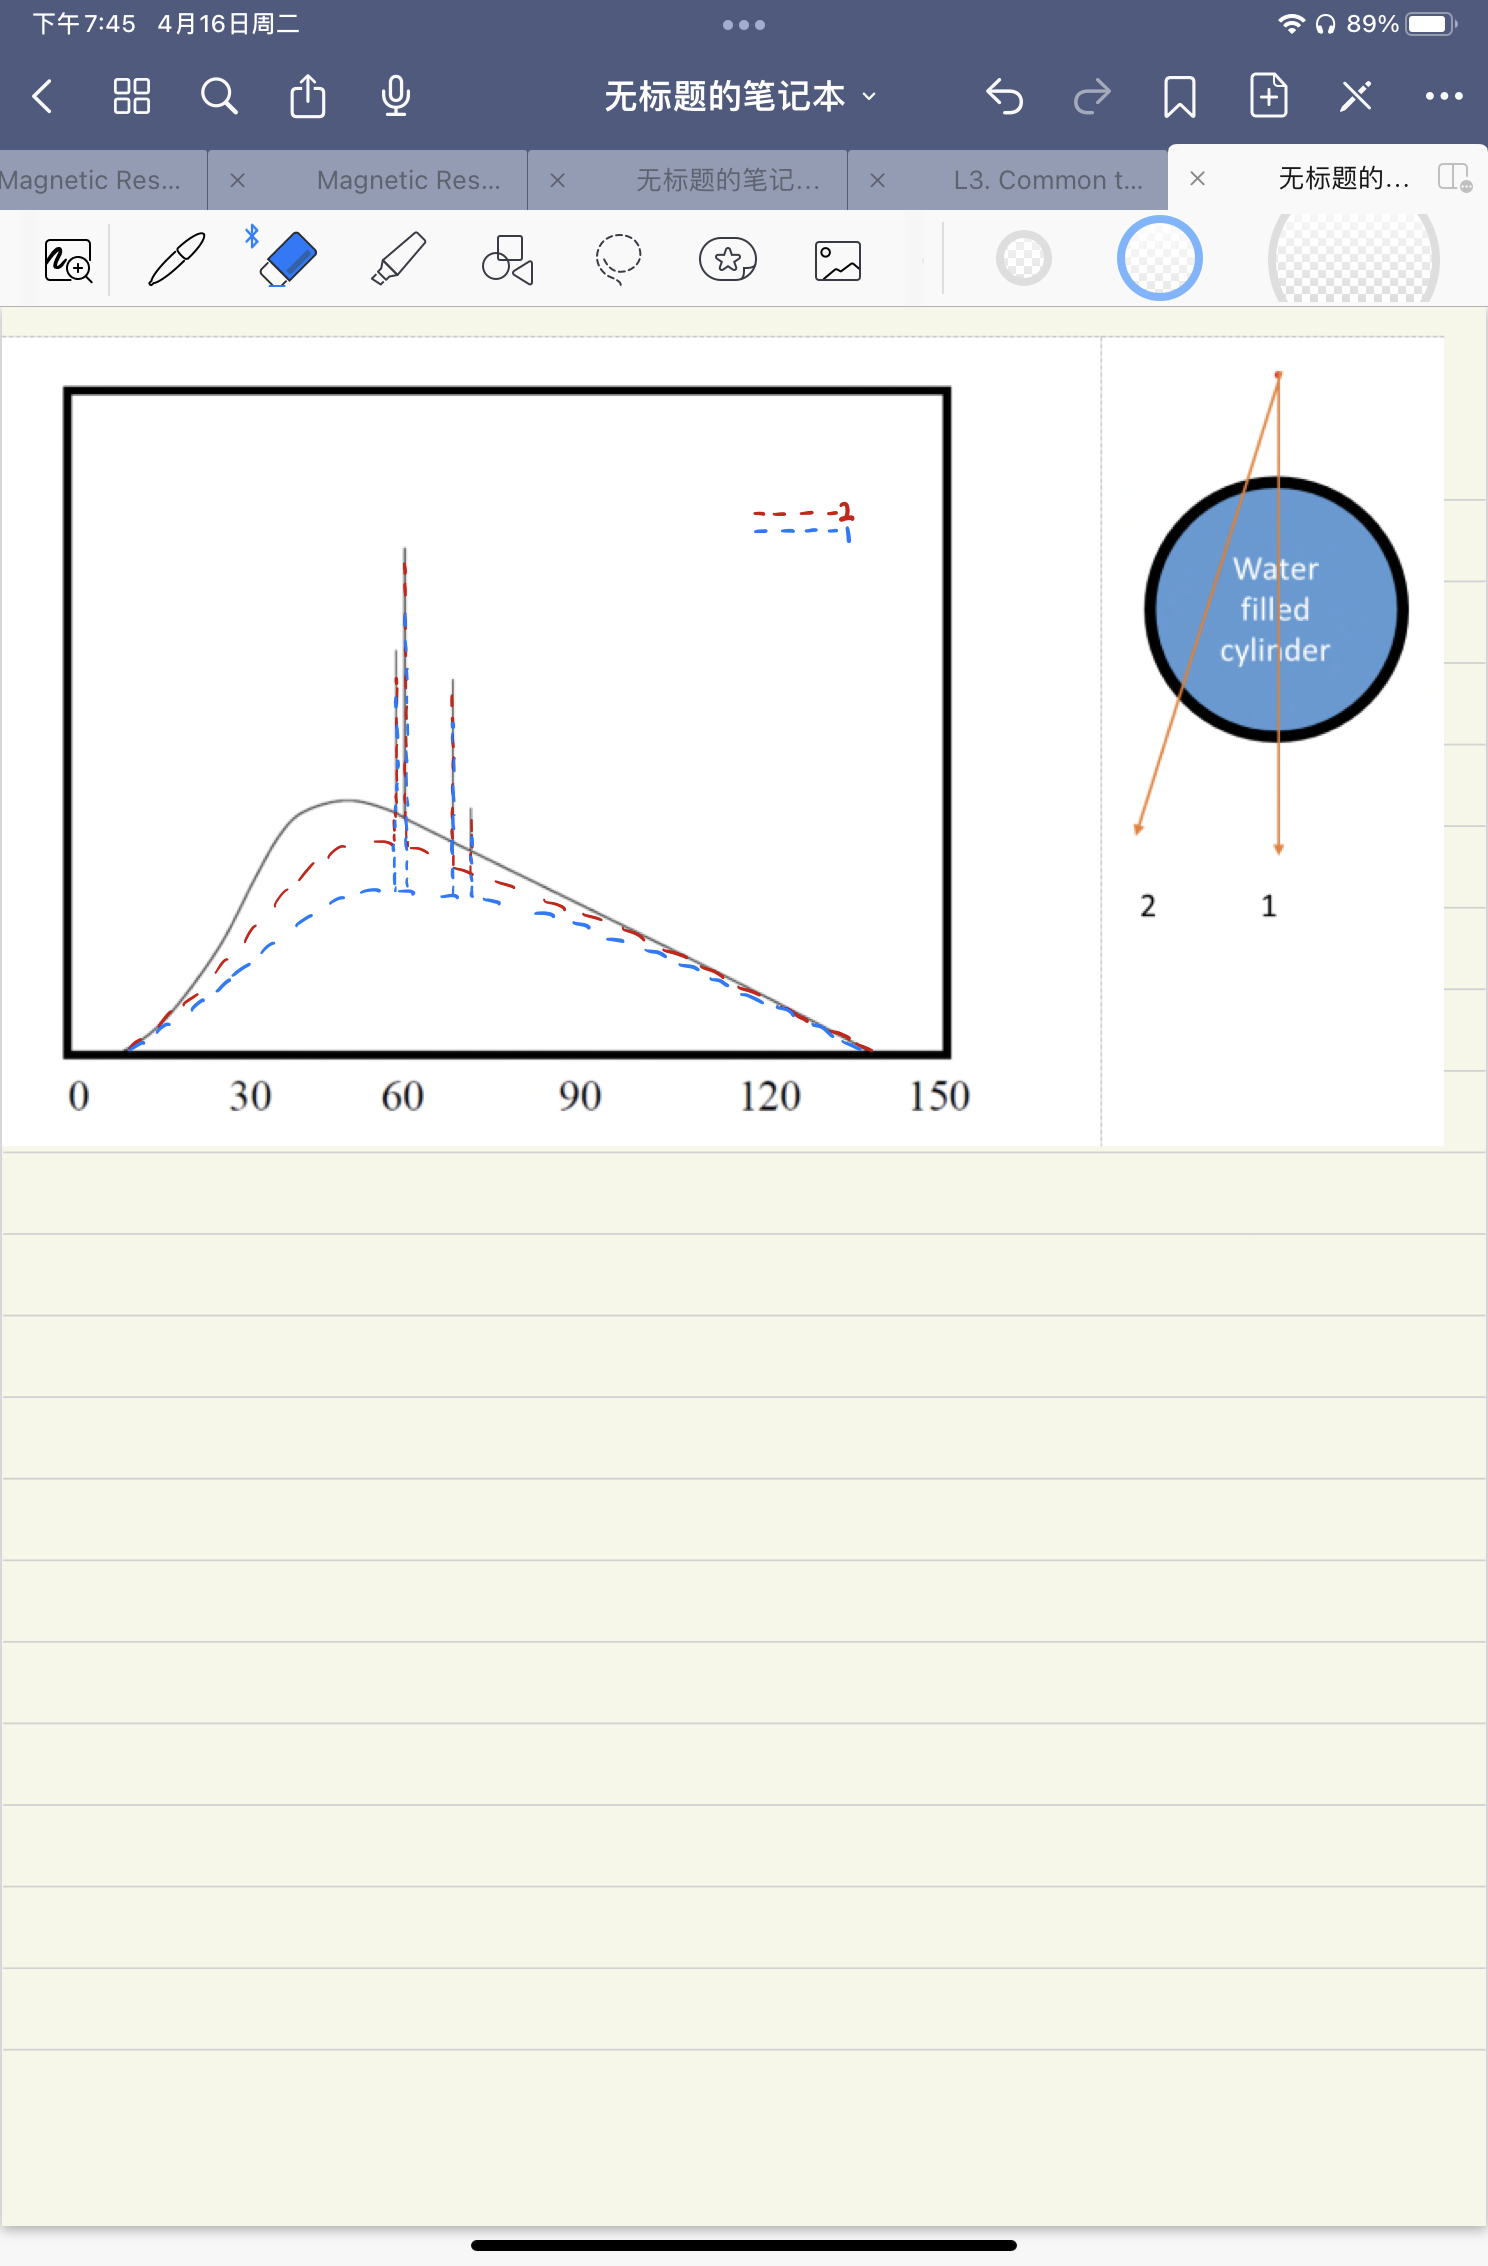 下午7:45 4月16日周二
89%
无标题的笔记本
Magnetic Res...
Magnetic Res...
无标题的笔记...
L3. Common t...
无标题的...
2
1
Water
filled
cylinder
2 1
0 30 60 90 120 150